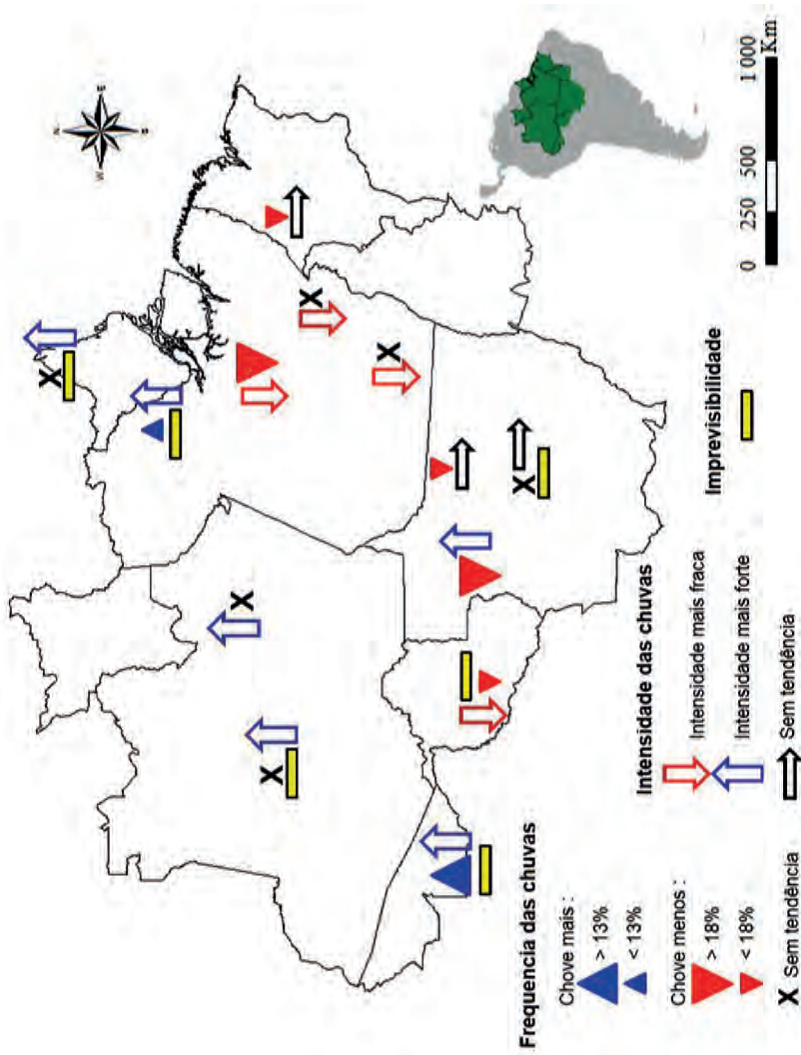 N
W
E
S
X
X
X
X
X
X
Frequencia das chuvas
Chove mais :
> 13%
< 13%
Chove menos :
> 18%
< 18%
X Sem tendência
Intensidade das chuvas
Intensidade mais fraca
Intensidade mais forte
Sem tendência
Imprevisibilidade
0 250 500 1 000
Km